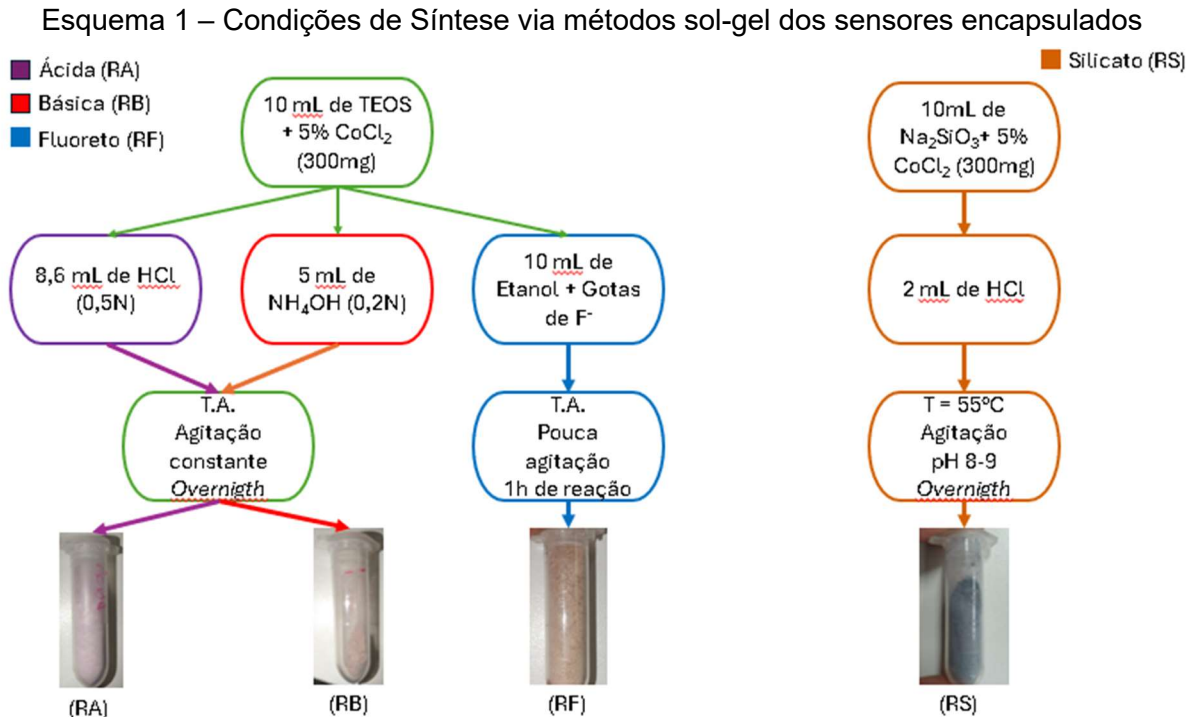 Esquema 1 – Condições de Síntese via métodos sol-gel dos sensores encapsulados
Ácida (RA)
Básica (RB)
Fluoreto (RF)
Silicato (RS)
10 mL de TEOS
+ 5% CoCl₂
(300mg)
10mL de
Na₂SiO₃+ 5%
CoCl₂ (300mg)
8,6 mL de HCl
(0,5N)
5 mL de
NH₄OH (0,2N)
10 mL de
Etanol + Gotas
de F⁻
2 mL de HCl
T.A.
Agitação
constante
Overnigth
T.A.
Pouca
agitação
1h de reação
T = 55ºC
Agitação
pH 8-9
Overnigth
(RA)
(RB)
(RF)
(RS)